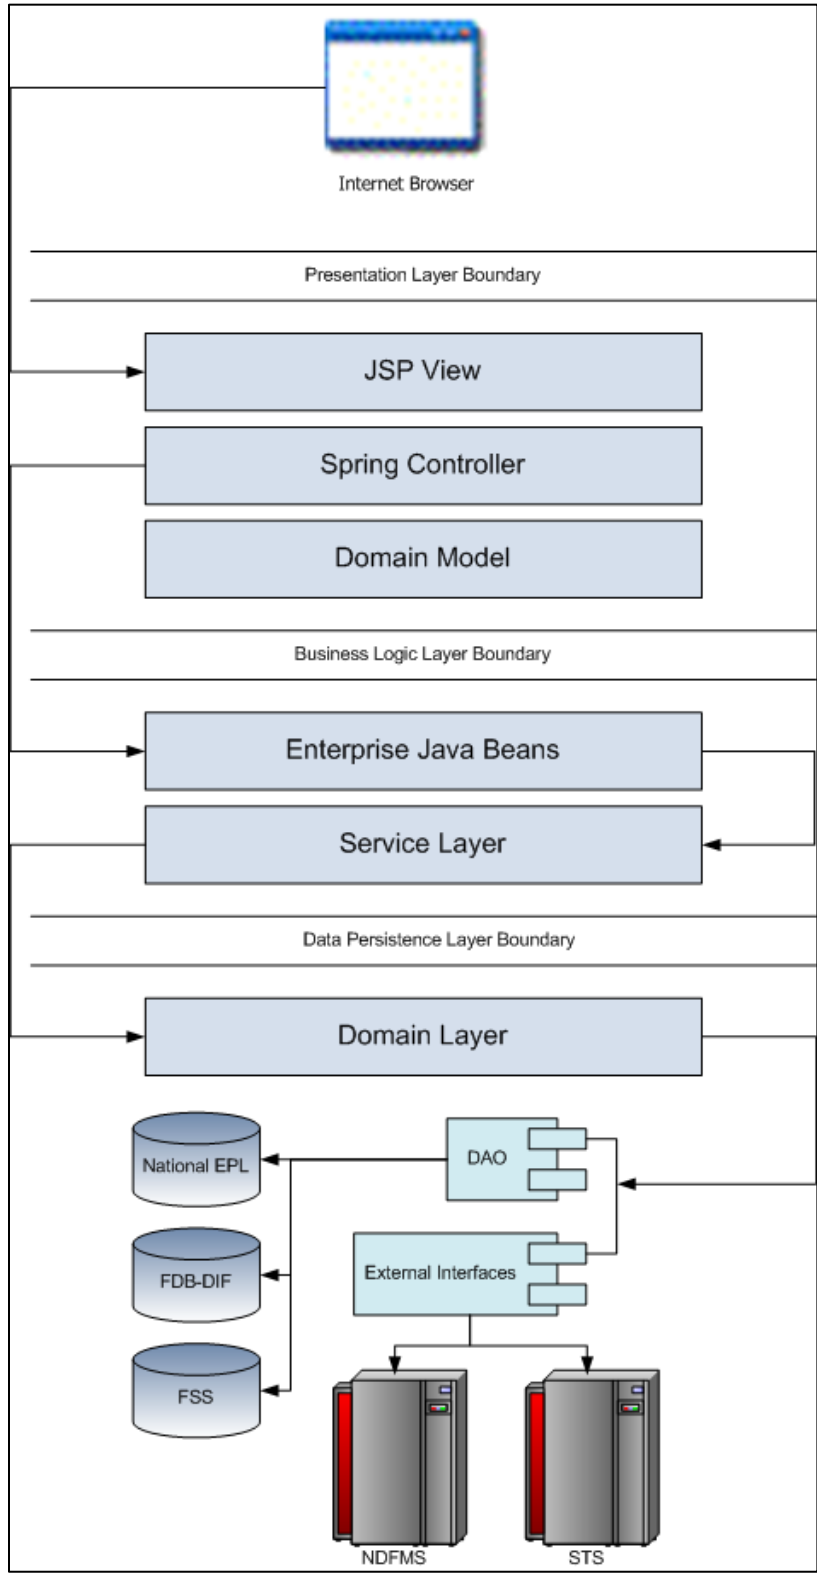 Internet Browser
Presentation Layer Boundary
JSP View
Spring Controller
Domain Model
Business Logic Layer Boundary
Enterprise Java Beans
Service Layer
Data Persistence Layer Boundary
Domain Layer
National EPL
DAO
FDB-DIF
External Interfaces
FSS
NDFMS
STS